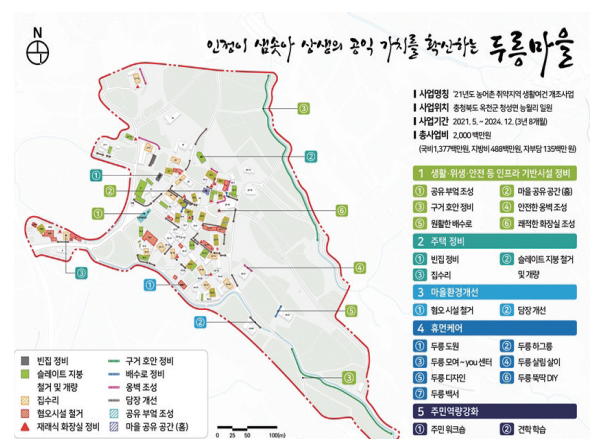 N
인정이 샘솟아 상생의 공익 가치를 확산하는 두릉마을
사업명칭 '21년도 농어촌 취약지역 생활여건 개조사업
사업위치 충청북도 옥천군 청성면 능월리 일원
사업기간 2021. 5. ~ 2024. 12. (3년 8개월)
총사업비 2,000 백만원
(국비1,377백만원, 지방비 488백만원, 자부담 135백만 원)
1 생활·위생·안전 등 인프라 기반시설 정비
① 공유 부엌 조성 ② 마을 공유 공간 (홈)
③ 구거 호안 정비 ④ 안전한 옹벽 조성
⑤ 원활한 배수로 ⑥ 쾌적한 화장실 조성
2 주택 정비
① 빈집 정비 ② 슬레이트 지붕 철거
③ 집수리 및 개량
3 마을환경개선
① 혐오 시설 철거 ② 담장 개선
4 휴먼케어
① 두릉 도원 ② 두릉 하그룸
③ 두릉 모여~you 센터 ④ 두릉 살림 살이
⑤ 두릉 디자인 ⑥ 두릉 뚝딱 DIY
⑦ 두릉 백서
5 주민역량강화
① 주민 워크숍 ② 견학 학습
③
②
①
②
①
⑥
③
④
①
②
⑤
③
빈집 정비 구거 호안 정비
슬레이트 지붕 배수로 정비
철거 및 개량 옹벽 조성
집수리 담장 개선
혐오시설 철거 공유 부엌 조성
재래식 화장실 정비 마을 공유 공간 (홈)
0 25 50 100(m)